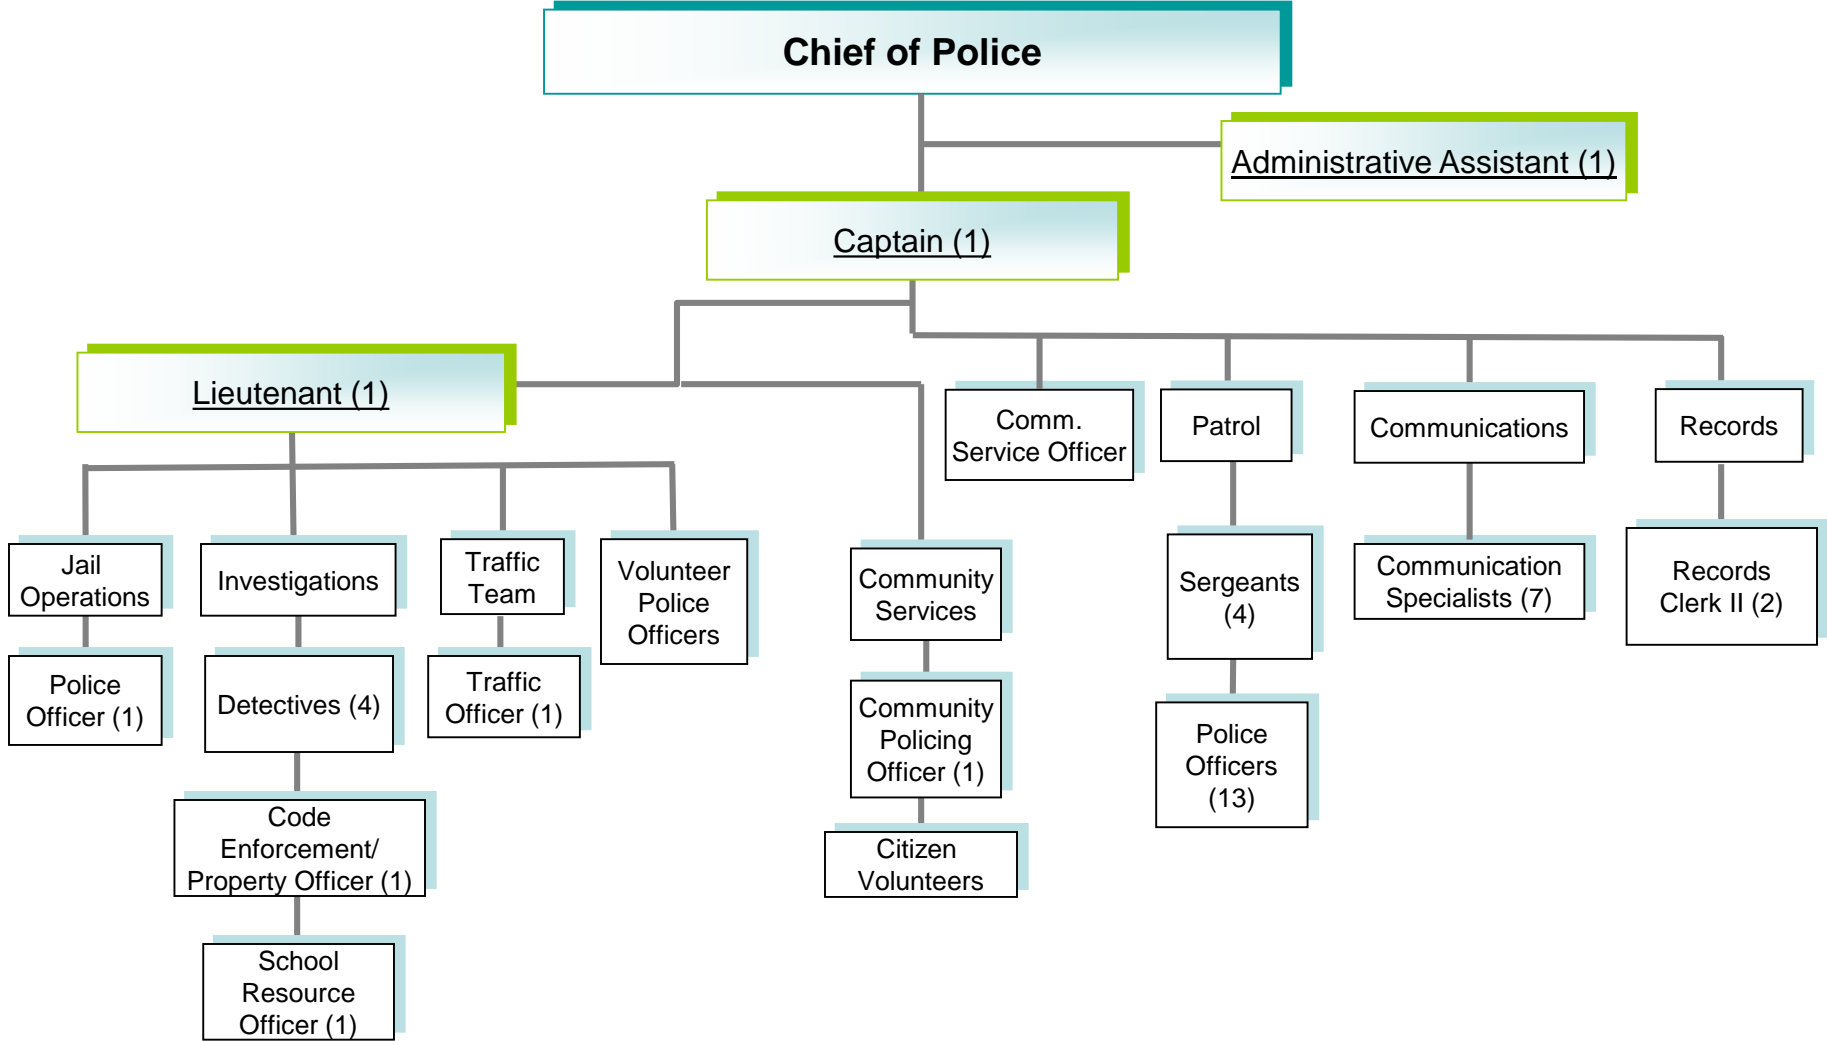 Chief of Police
Administrative Assistant (1)
Captain (1)
Lieutenant (1)
Comm.
Service Officer
Patrol
Communications
Records
Jail
Operations
Investigations
Traffic
Team
Volunteer
Police
Officers
Community
Services
Sergeants
(4)
Communication
Specialists (7)
Records
Clerk II (2)
Police
Officer (1)
Detectives (4)
Traffic
Officer (1)
Community
Policing
Officer (1)
Police
Officers
(13)
Code
Enforcement/
Property Officer (1)
Citizen
Volunteers
School
Resource
Officer (1)